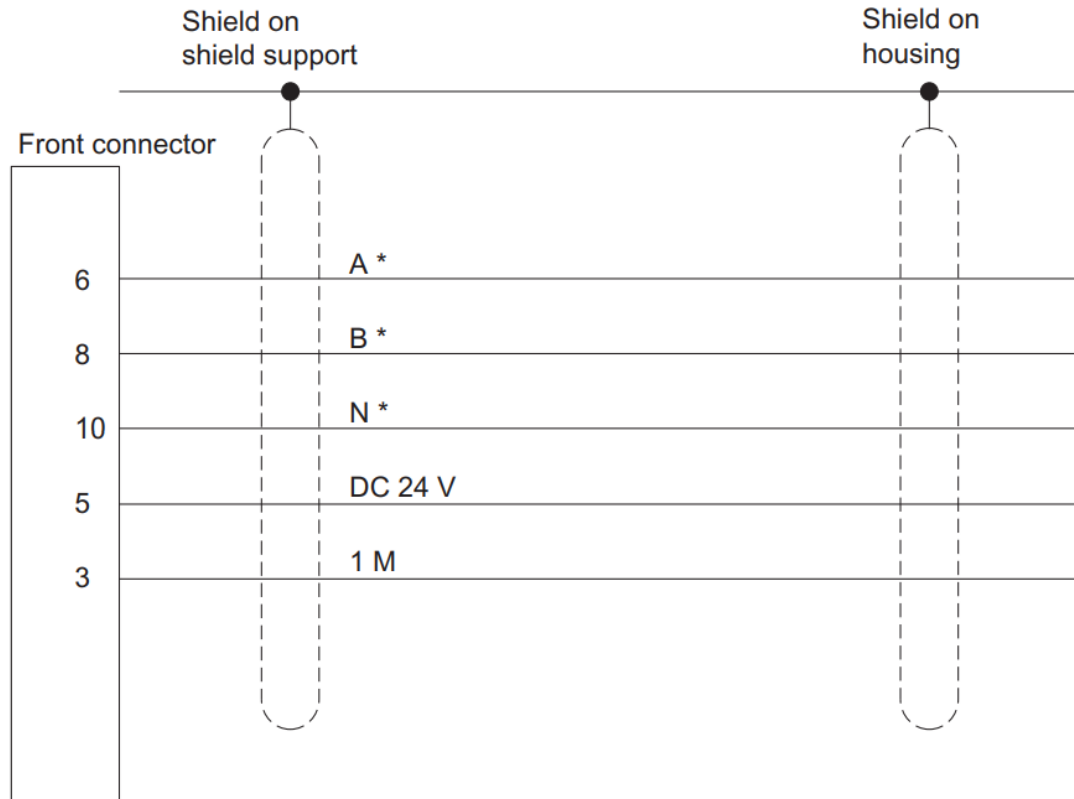 Shield on
shield support
Shield on
housing
Front connector
6
A *
8
B *
10
N *
5
DC 24 V
3
1 M